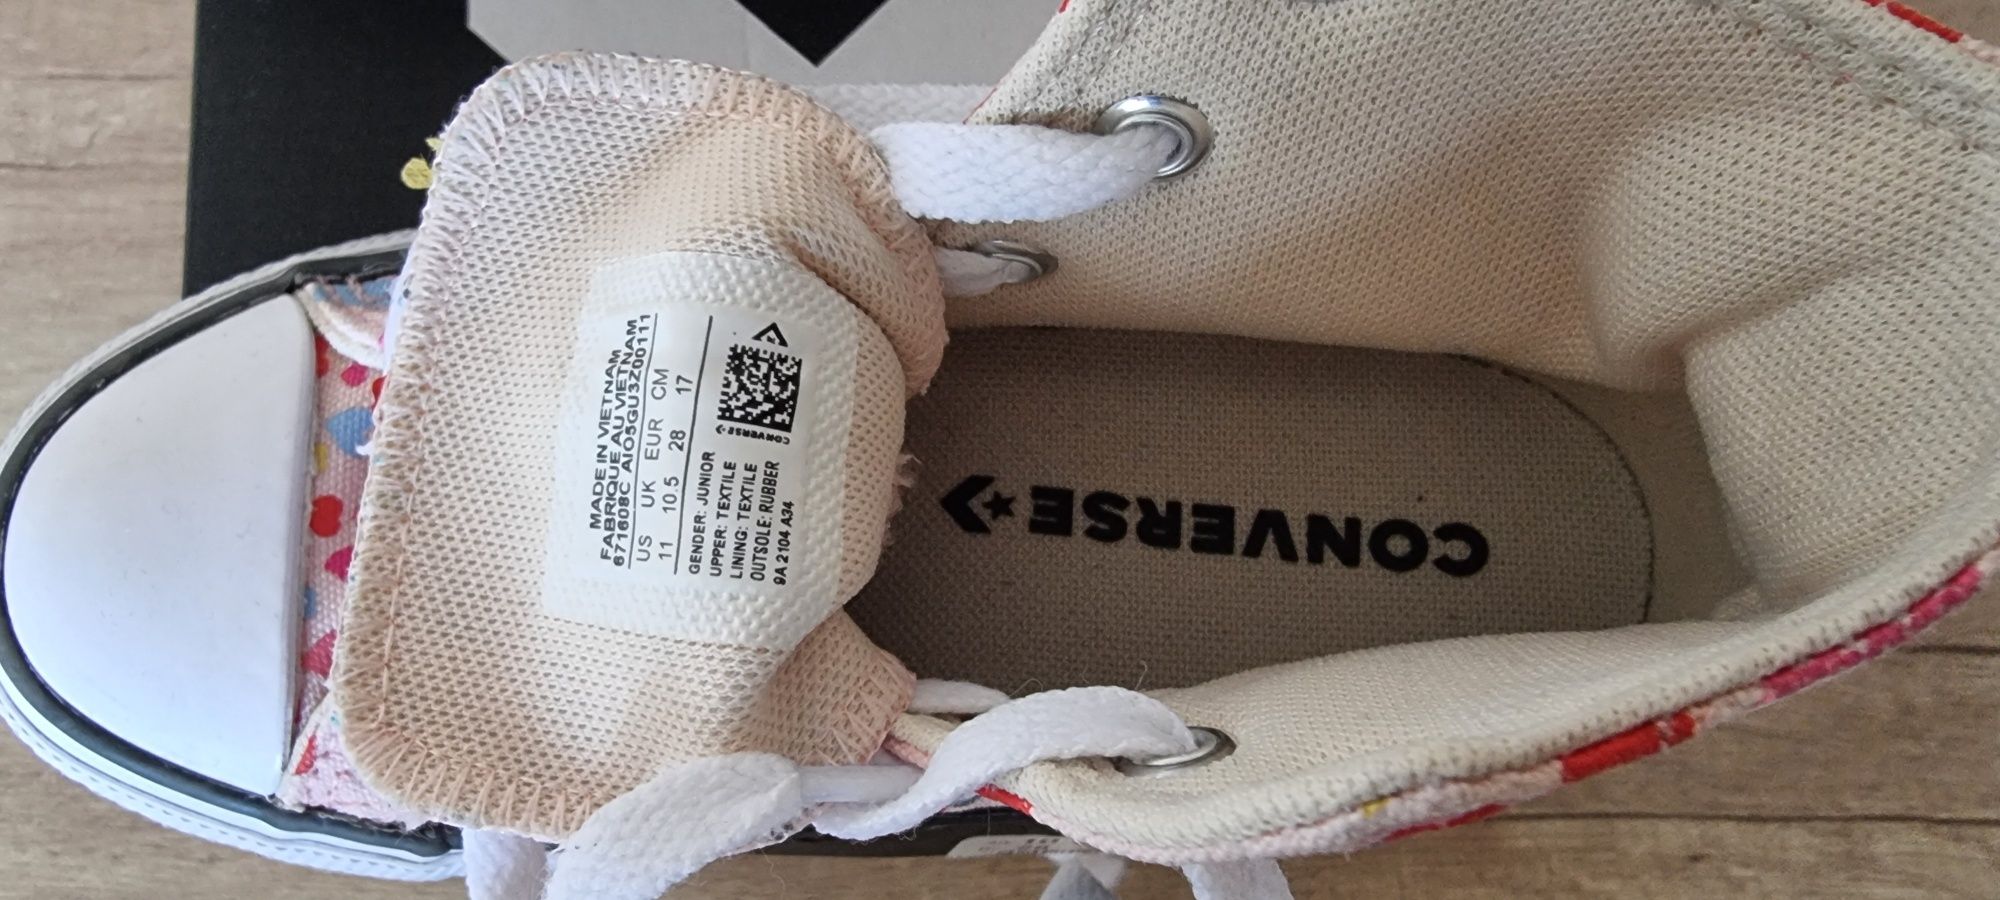 MADE IN VIETNAM
FABRIQUE AU VIETNAM
671608C AIO5GU3Z00111
US UK EUR CM
11 10.5 28 17
GENDER: JUNIOR
UPPER: TEXTILE
LINING: TEXTILE
OUTSOLE: RUBBER
9A 2104 A34
CONVERSE
CONVERSE